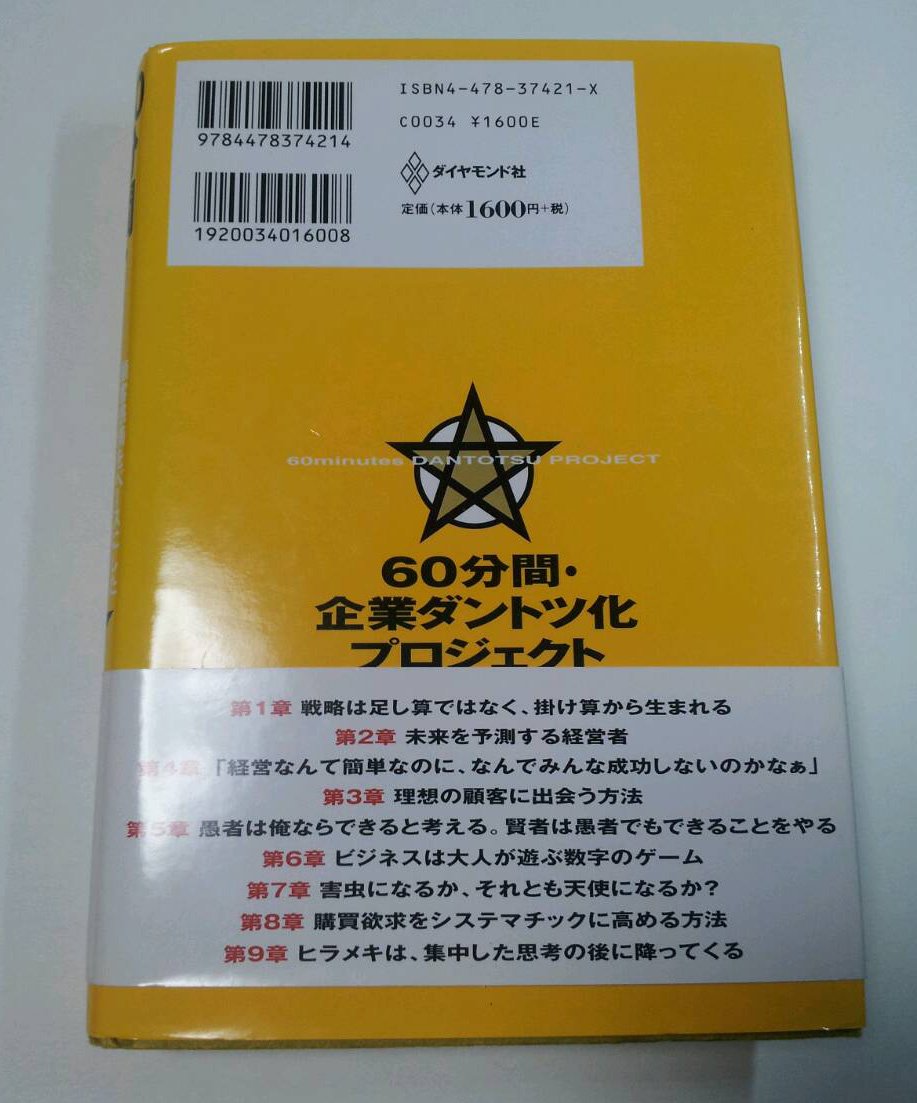 ISBN4-478-37421-X
C0034 ¥1600E
9784478374214
ダイヤモンド社
定価(本体1600円+税)
1920034016008
60minutes DANTOTSU PROJECT
60分間・
企業ダントツ化
プロジェクト
第1章 戦略は足し算ではなく、掛け算から生まれる
第2章 未来を予測する経営者
第4章 「経営なんて簡単なのに、なんでみんな成功しないのかなぁ」
第3章 理想の顧客に出会う方法
第5章 愚者は俺ならできると考える。賢者は愚者でもできることをやる
第6章 ビジネスは大人が遊ぶ数字のゲーム
第7章 害虫になるか、それとも天使になるか?
第8章 購買欲求をシステマチックに高める方法
第9章 ヒラメキは、集中した思考の後に降ってくる